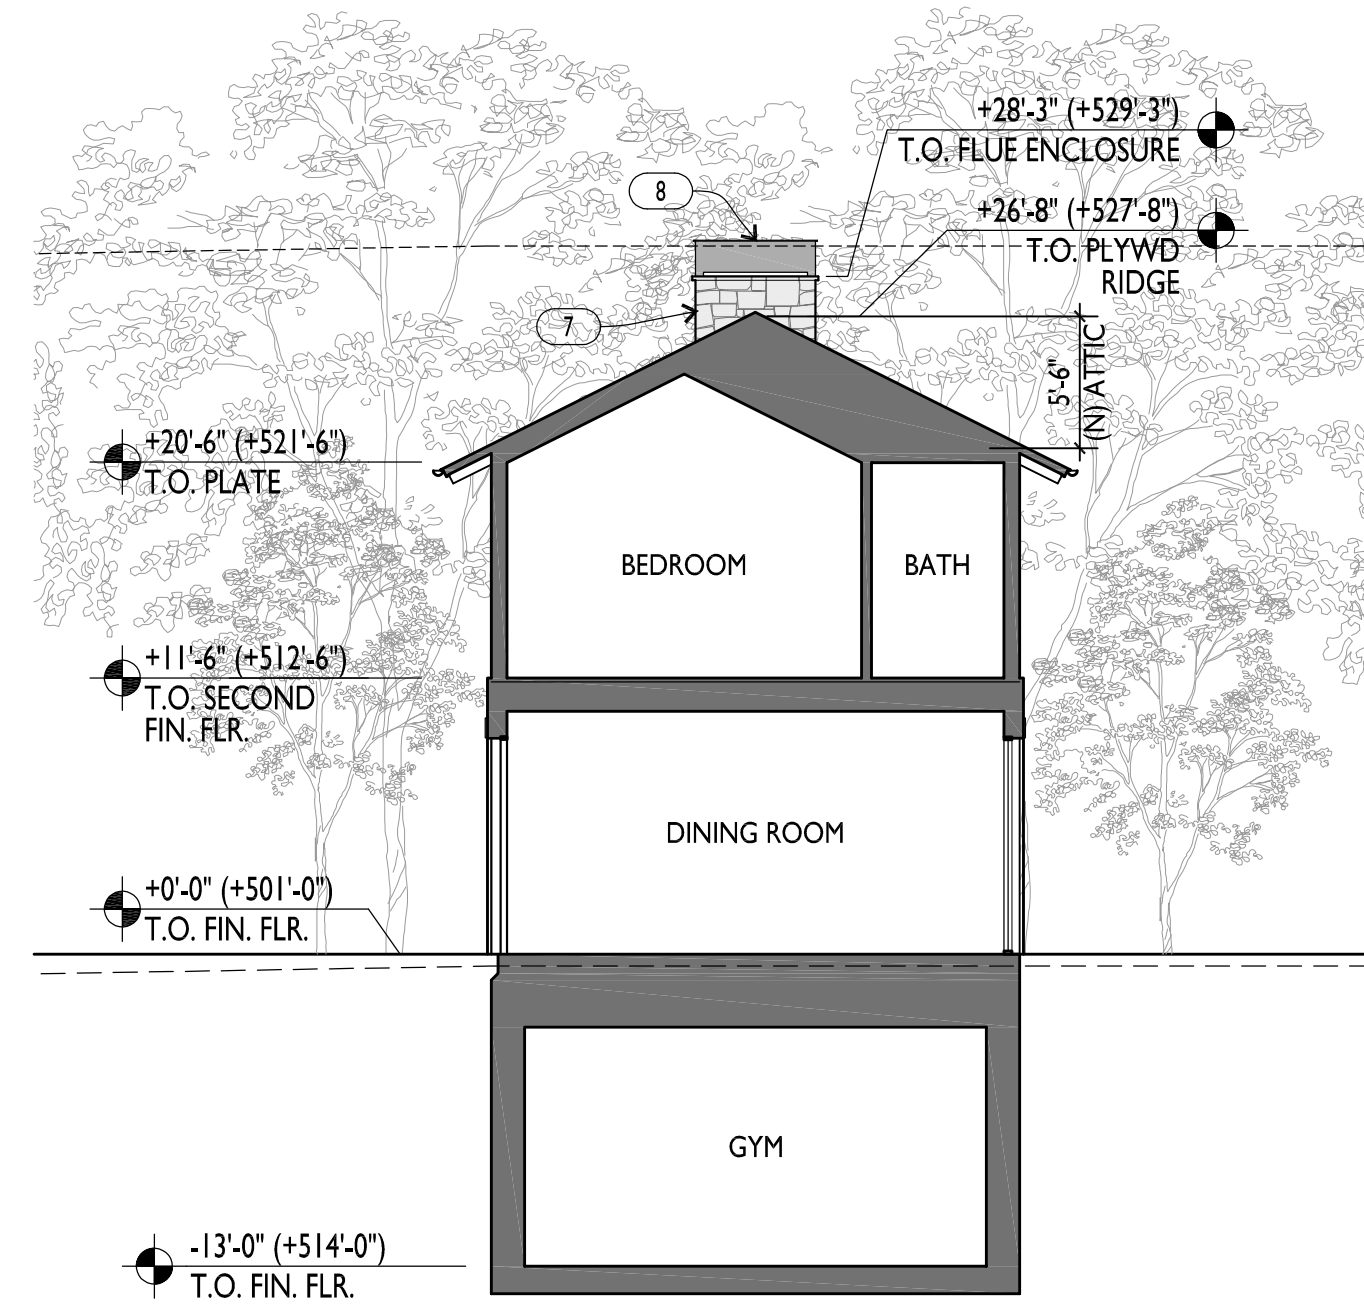 +28'-3" (+529'-3")
T.O. FLUE ENCLOSURE
8
+26'-8" (+527'-8")
T.O. PLYWD
RIDGE
7
5'-6"
(N) ATTIC
+20'-6" (+521'-6")
T.O. PLATE
BEDROOM
BATH
+11'-6" (+512'-6")
T.O. SECOND
FIN. FLR.
DINING ROOM
+0'-0" (+501'-0")
T.O. FIN. FLR.
GYM
-13'-0" (+514'-0")
T.O. FIN. FLR.